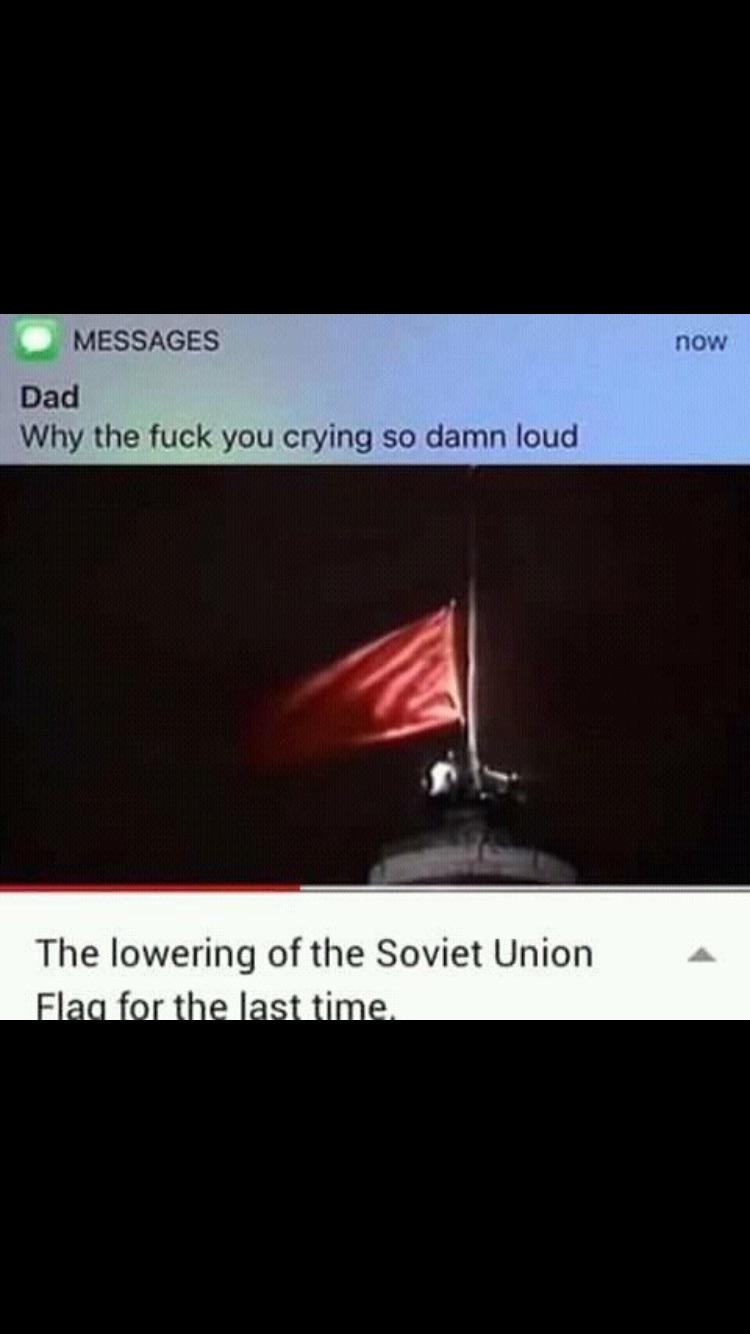 MESSAGES now
Dad
Why the fuck you crying so damn loud
The lowering of the Soviet Union
Flag for the last time.